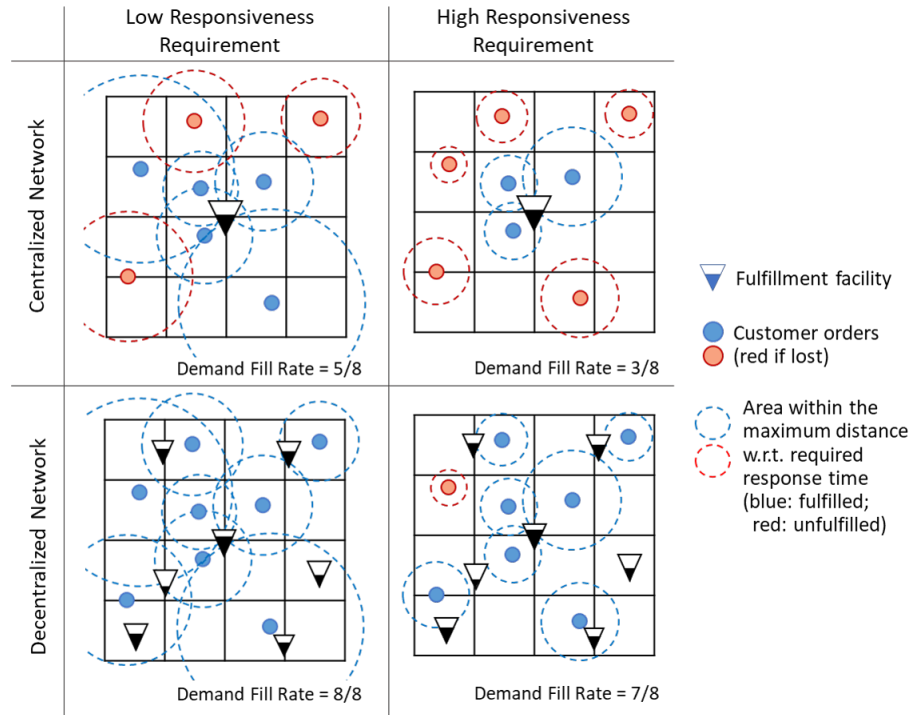 Low Responsiveness
Requirement
High Responsiveness
Requirement
Centralized Network
Demand Fill Rate = 5/8
Demand Fill Rate = 3/8
Decentralized Network
Demand Fill Rate = 8/8
Demand Fill Rate = 7/8
Fulfillment facility
Customer orders
(red if lost)
Area within the
maximum distance
w.r.t. required
response time
(blue: fulfilled;
red: unfulfilled)